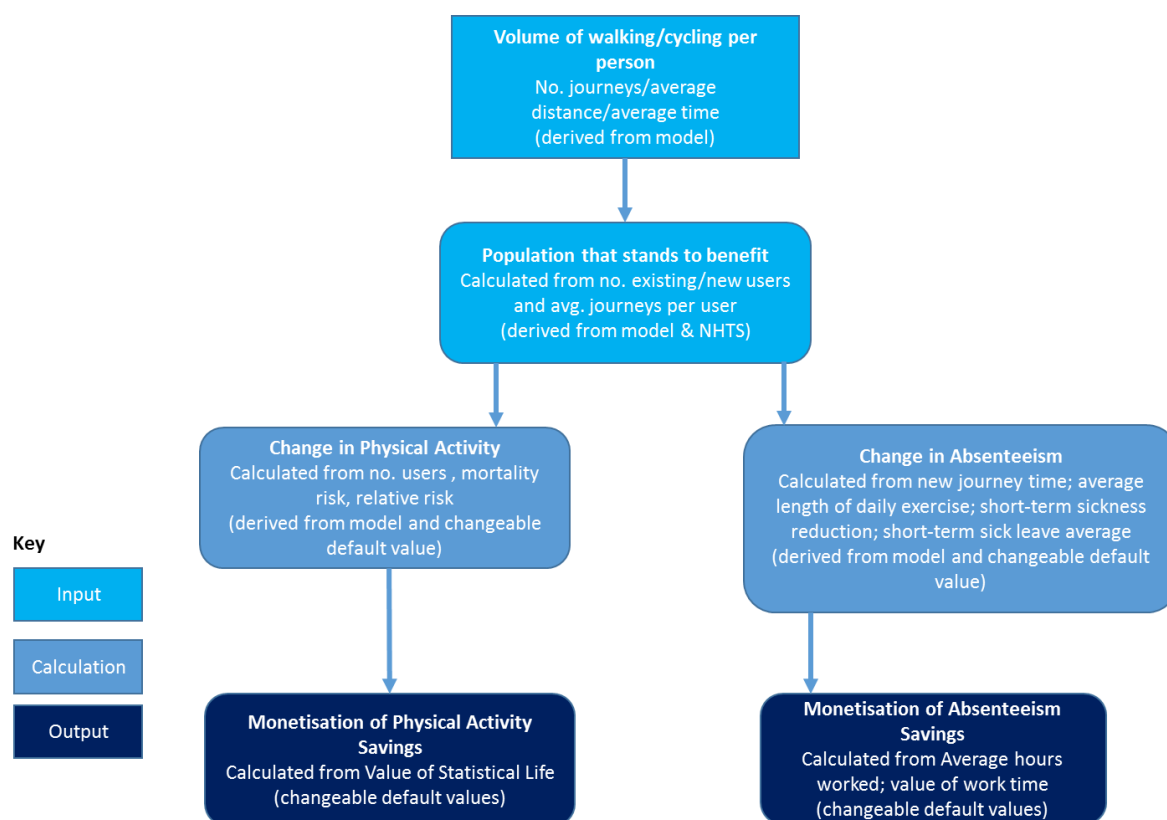 Volume of walking/cycling per
person
No. journeys/average
distance/average time
(derived from model)
Population that stands to benefit
Calculated from no. existing/new users
and avg. journeys per user
(derived from model & NHTS)
Change in Physical Activity
Calculated from no. users , mortality
risk, relative risk
(derived from model and changeable
default value)
Change in Absenteeism
Calculated from new journey time; average
length of daily exercise; short-term sickness
reduction; short-term sick leave average
(derived from model and changeable default
value)
Key
Input
Calculation
Output
Monetisation of Physical Activity
Savings
Calculated from Value of Statistical Life
(changeable default values)
Monetisation of Absenteeism
Savings
Calculated from Average hours
worked; value of work time
(changeable default values)